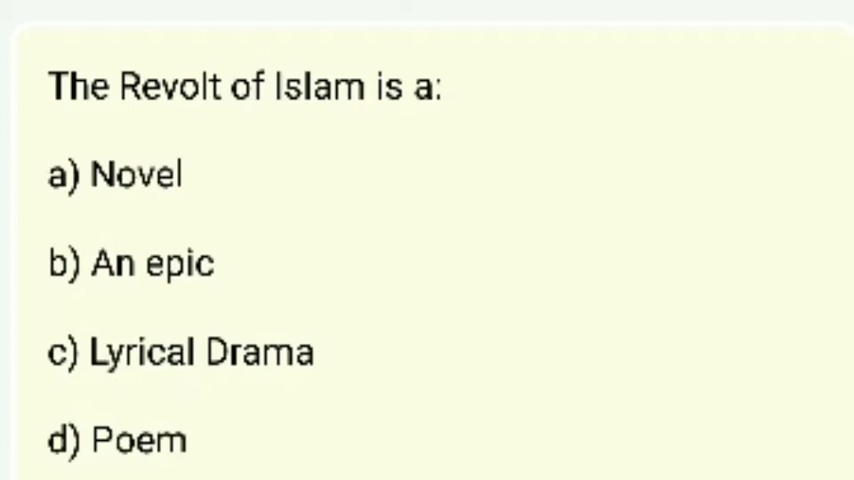 The Revolt of Islam is a:
a) Novel
b) An epic
c) Lyrical Drama
d) Poem